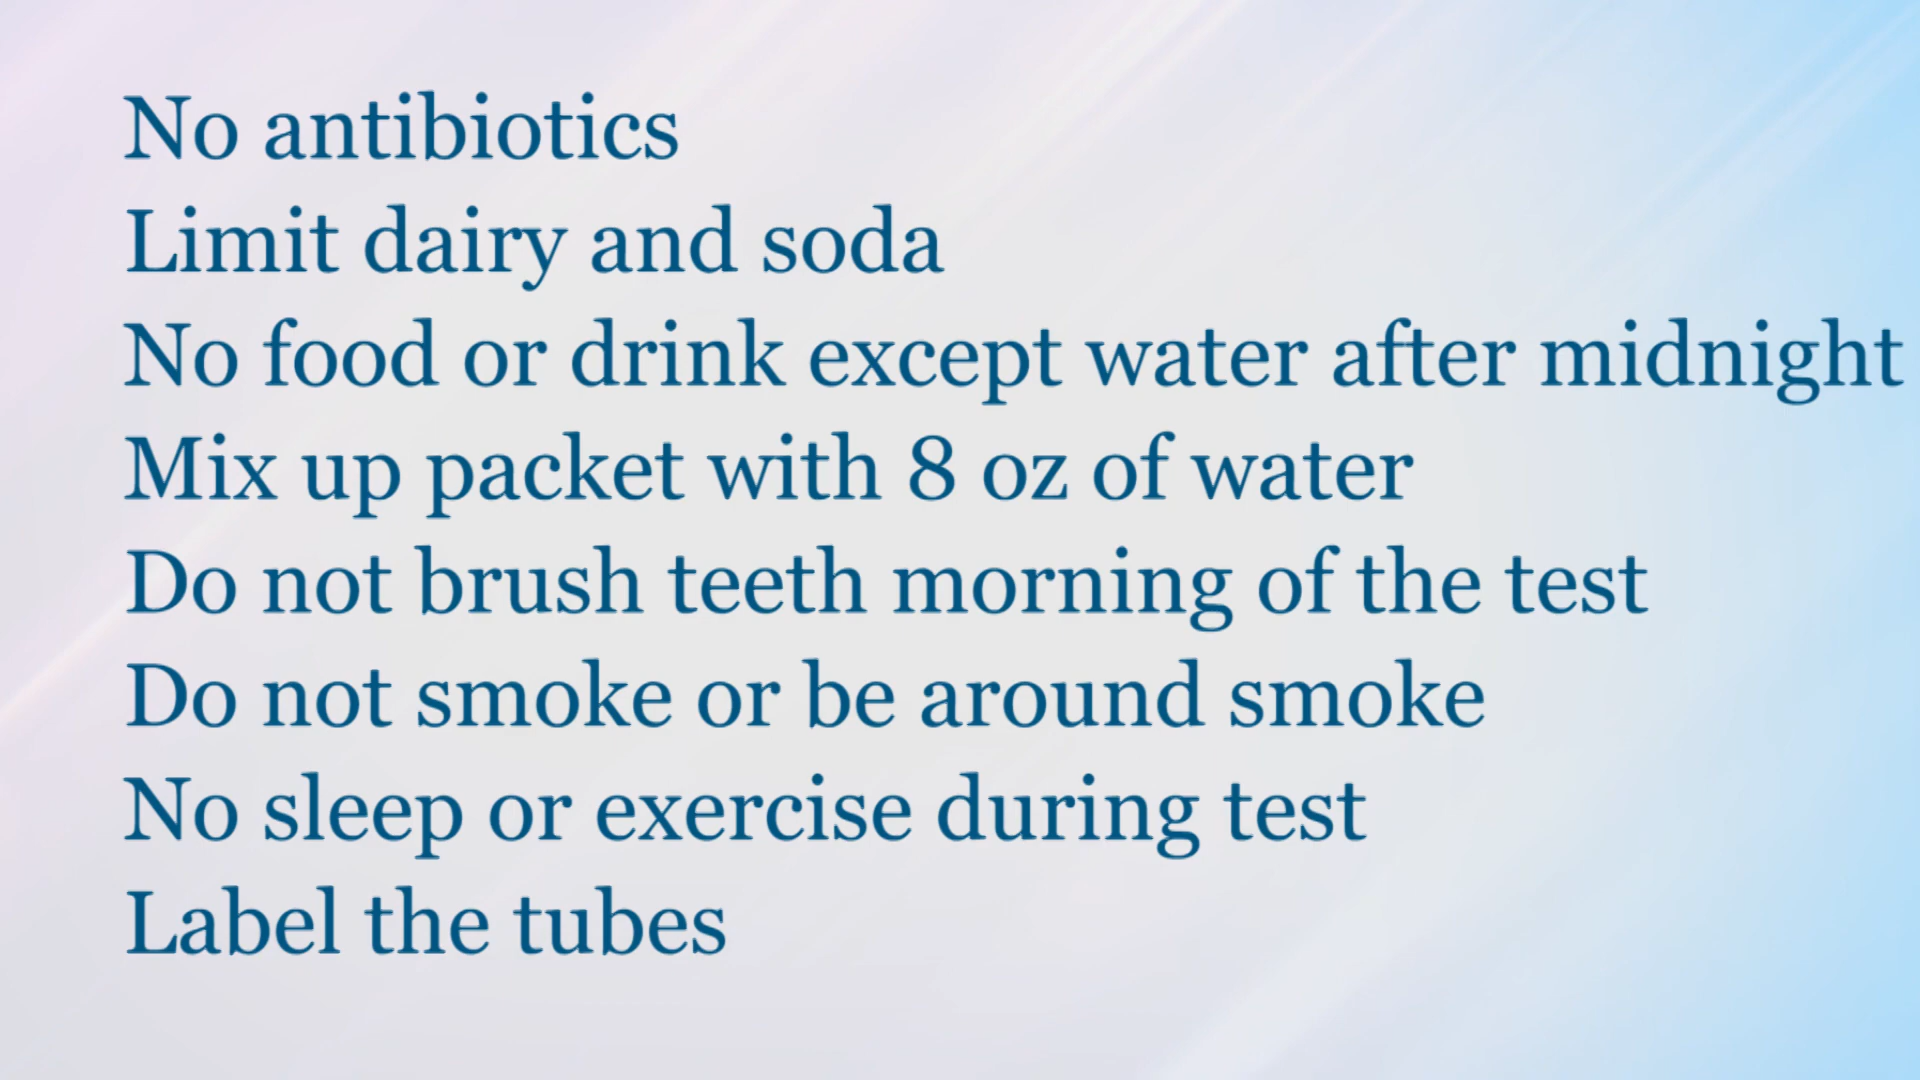 No antibiotics
Limit dairy and soda
No food or drink except water after midnight
Mix up packet with 8 oz of water
Do not brush teeth morning of the test
Do not smoke or be around smoke
No sleep or exercise during test
Label the tubes